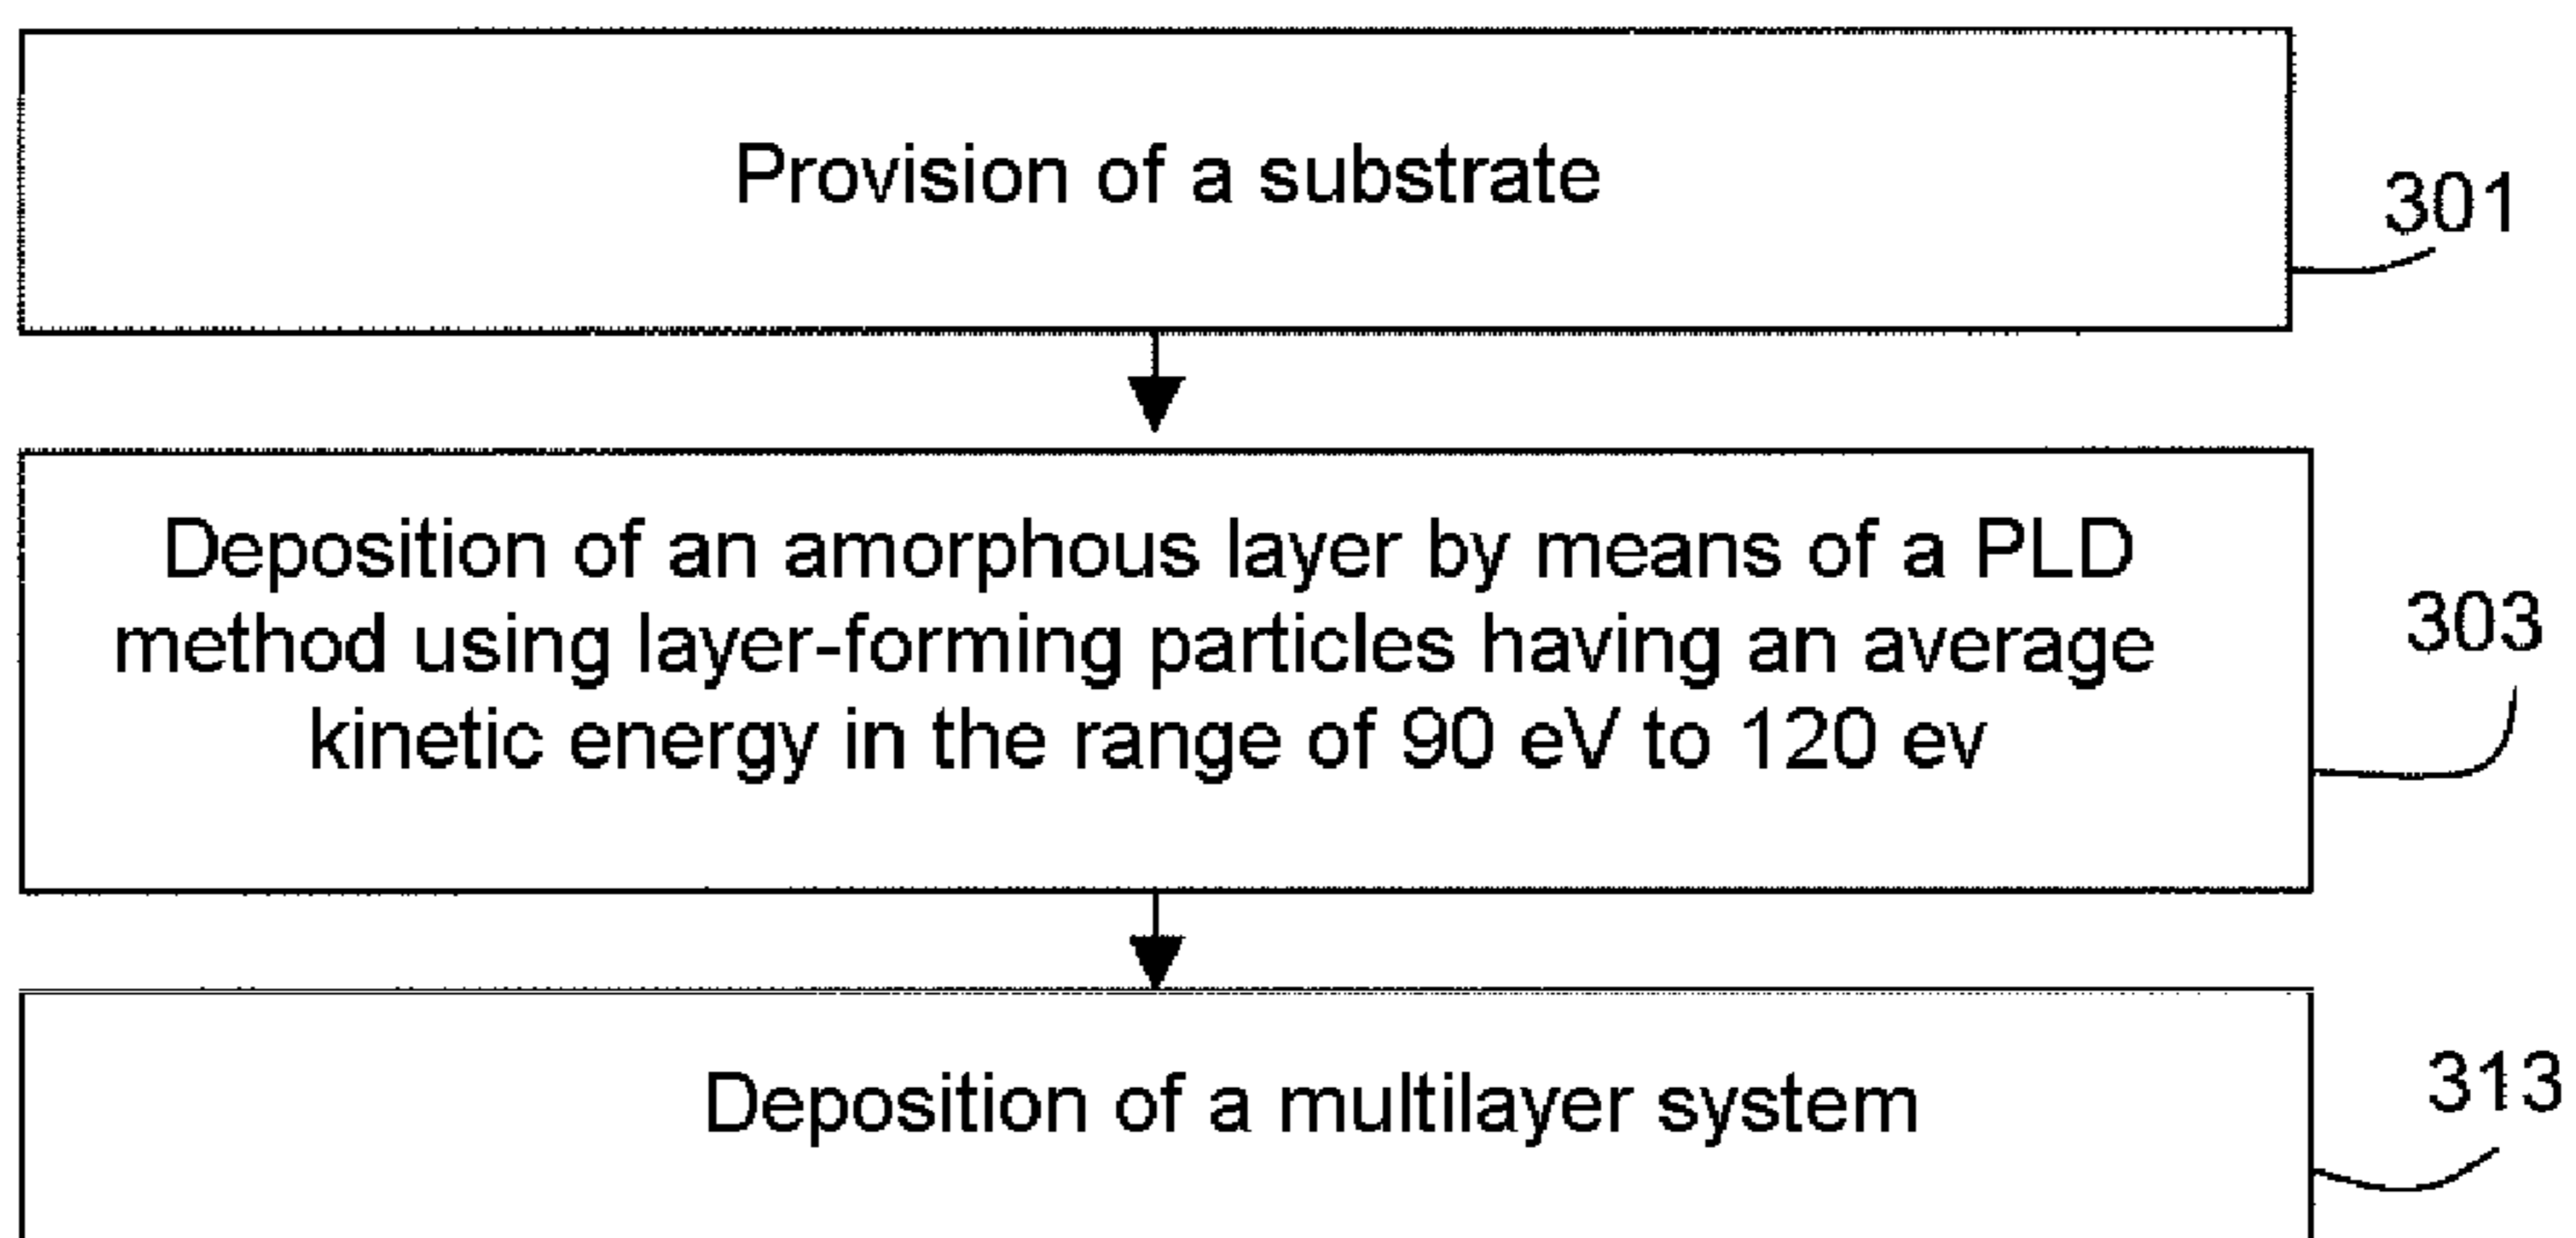 Provision of a substrate
301
Deposition of an amorphous layer by means of a PLD
method using layer-forming particles having an average
kinetic energy in the range of 90 eV to 120 ev
303
Deposition of a multilayer system
313